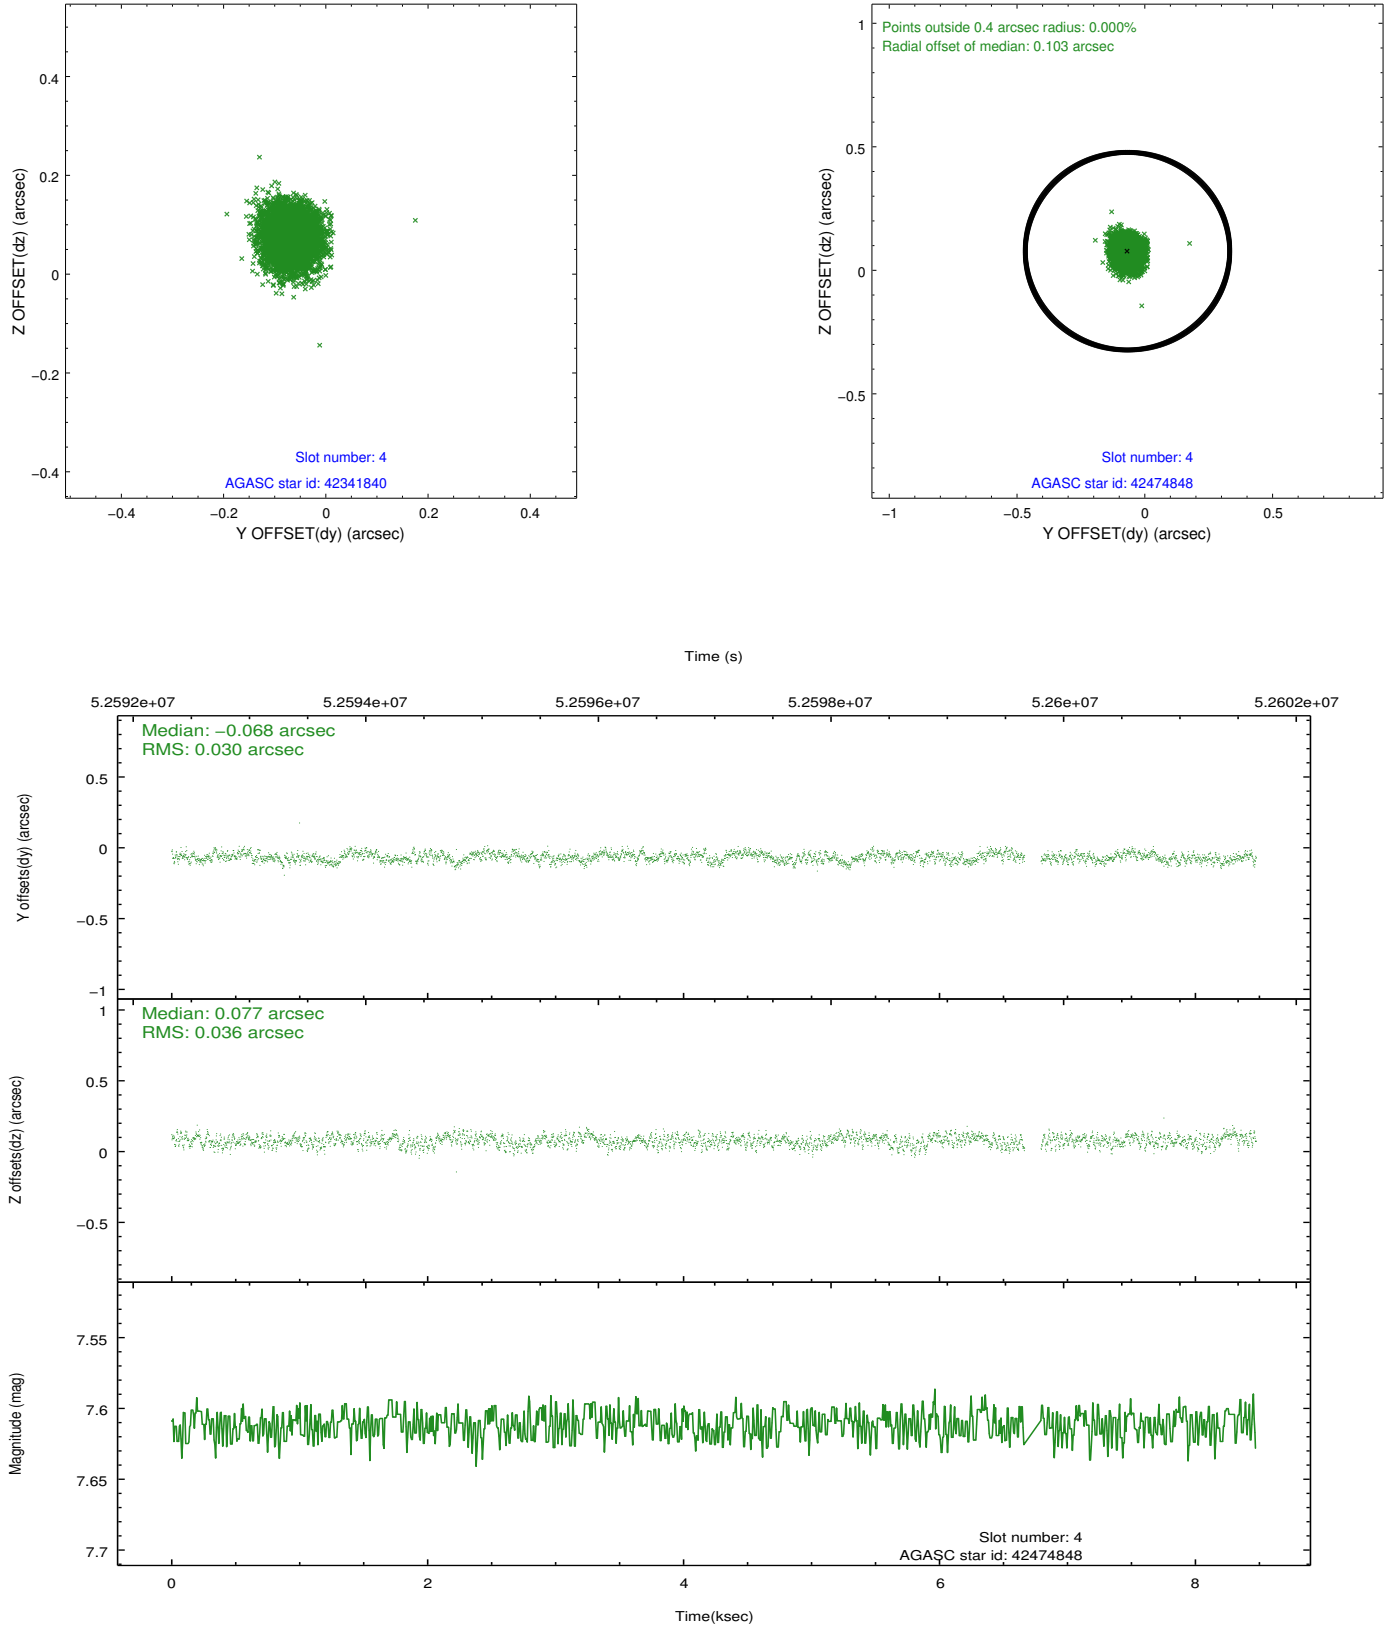 Z OFFSET(dz) (arcsec)
0.4
0.2
0
−0.2
−0.4
Slot number: 4
AGASC star id: 42341840
−0.4 −0.2 0 0.2 0.4
Y OFFSET(dy) (arcsec)
Points outside 0.4 arcsec radius: 0.000%
Radial offset of median: 0.103 arcsec
Z OFFSET(dz) (arcsec)
1
0.5
0
−0.5
Slot number: 4
AGASC star id: 42474848
−1 −0.5 0 0.5
Y OFFSET(dy) (arcsec)
Time (s)
5.2592e+07 5.2594e+07 5.2596e+07 5.2598e+07 5.26e+07 5.2602e+07
Median: −0.068 arcsec
RMS: 0.030 arcsec
Y offsets(dy) (arcsec)
0.5
0
−0.5
−1
Median: 0.077 arcsec
RMS: 0.036 arcsec
Z offsets(dz) (arcsec)
1
0.5
0
−0.5
Magnitude (mag)
7.55
7.6
7.65
7.7
Slot number: 4
AGASC star id: 42474848
0 2 4 6 8
Time(ksec)